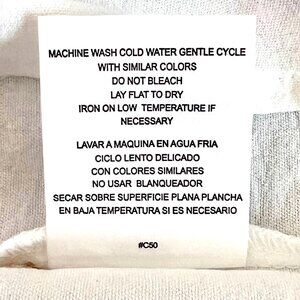 MACHINE WASH COLD WATER GENTLE CYCLE
WITH SIMILAR COLORS
DO NOT BLEACH
LAY FLAT TO DRY
IRON ON LOW TEMPERATURE IF
NECESSARY
LAVAR A MAQUINA EN AGUA FRIA
CICLO LENTO DELICADO
CON COLORES SIMILARES
NO USAR BLANQUEADOR
SECAR SOBRE SUPERFICIE PLANA PLANCHA
EN BAJA TEMPERATURA SI ES NECESARIO
#C50